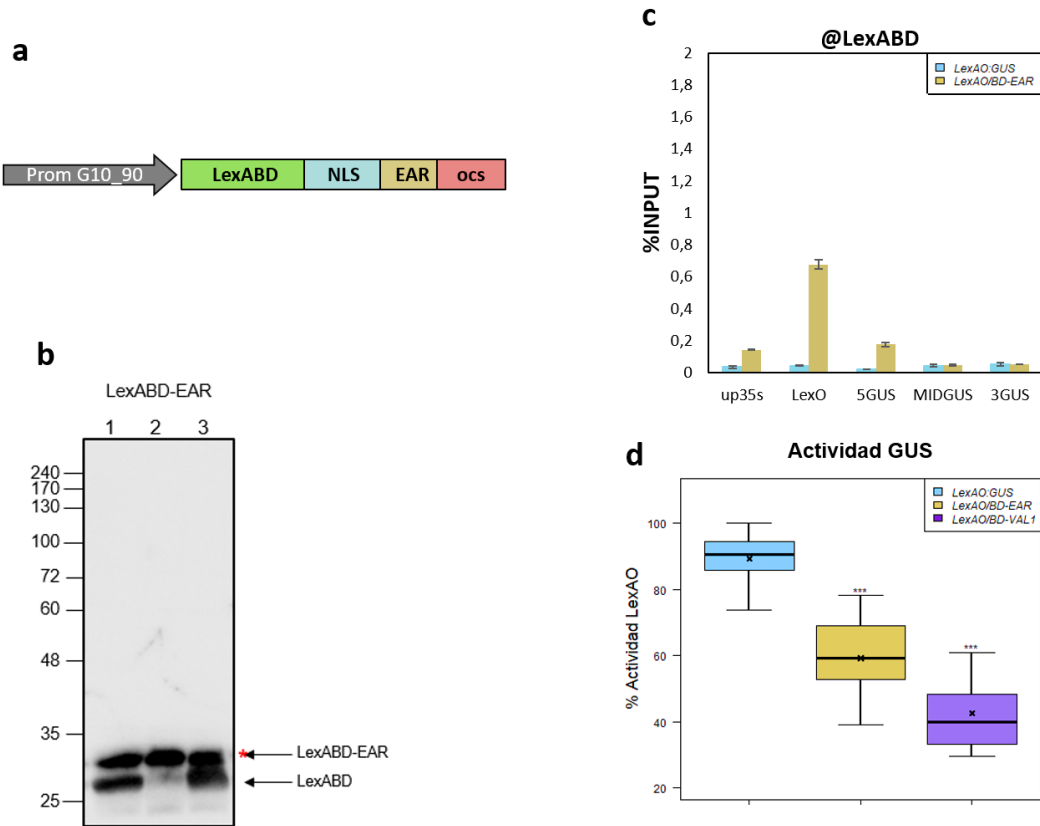 a
Prom G10_90
LexABD
NLS
EAR
ocs
b
LexABD-EAR
1 2 3
240
170
130
100
72
60
48
35
25
*
LexABD-EAR
LexABD
c
@LexABD
LexAO:GUS
LexAO/BD-EAR
%INPUT
2
1,8
1,6
1,4
1,2
1
0,8
0,6
0,4
0,2
0
up35s LexO 5GUS MIDGUS 3GUS
d
Actividad GUS
LexAO:GUS
LexAO/BD-EAR
LexAO/BD-VAL1
% Actividad LexAO
100
80
60
40
20
***
***